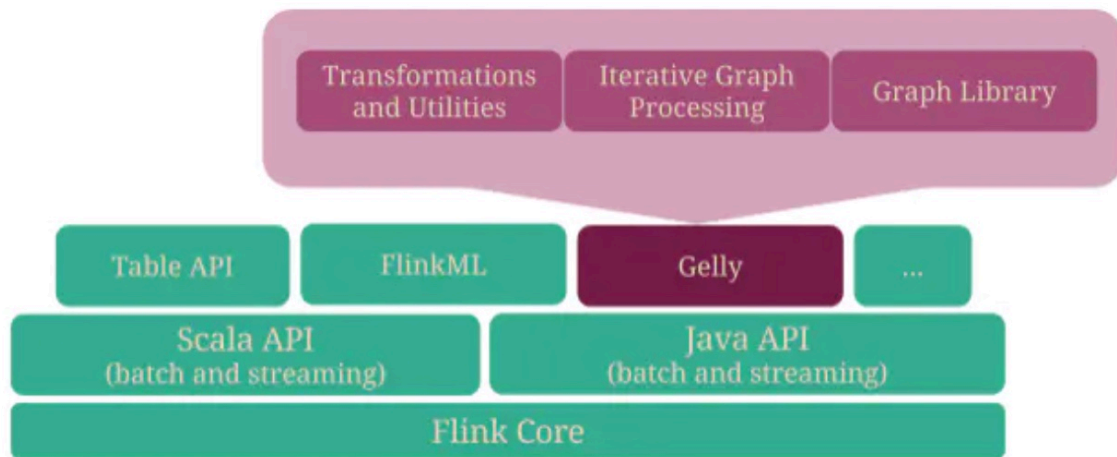 Transformations
and Utilities
Iterative Graph
Processing
Graph Library
Table API
FlinkML
Gelly
...
Scala API
(batch and streaming)
Java API
(batch and streaming)
Flink Core